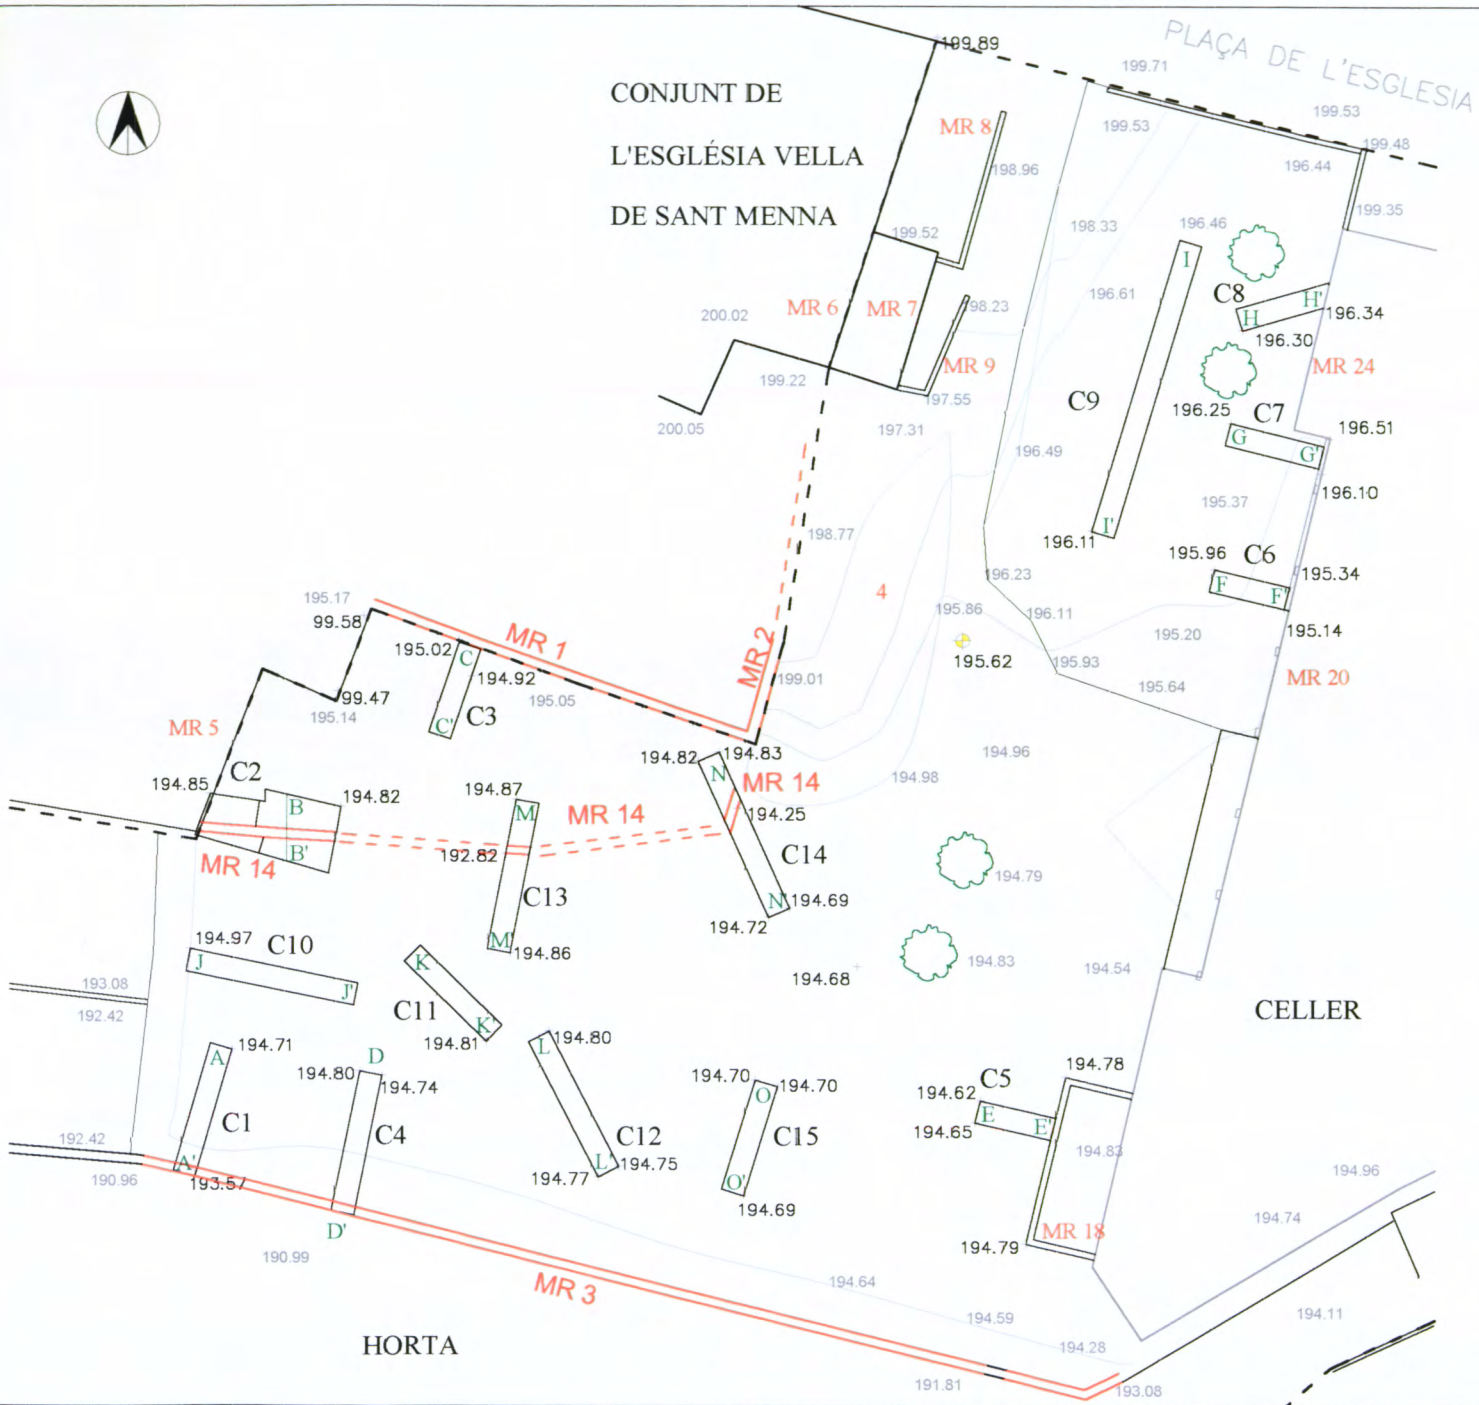 PLAÇA DE L'ESGLESIA
199.89
199.71
199.53
199.48
CONJUNT DE
L'ESGLÉSIA VELLA
DE SANT MENNA
MR 8
199.53
196.44
198.96
199.35
199.52
198.33
196.46
I
C8
H'
H
196.34
196.30
196.61
MR 6
MR 7
198.23
200.02
MR 9
MR 24
199.22
197.55
C9
196.25
C7
200.05
197.31
G
G'
196.51
196.49
196.10
195.37
198.77
I'
196.11
195.96
C6
195.34
F
F'
196.23
4
195.86
196.11
195.14
195.20
195.17
99.58
MR 1
MR 2
195.02
C
194.92
195.62
195.93
195.64
MR 20
99.47
195.14
195.05
199.01
C'
C3
MR 5
194.82
194.83
194.96
194.98
N
MR 14
194.85
C2
B
194.82
194.87
M
MR 14
194.25
B'
MR 14
192.82
C14
194.79
C13
N'
194.69
194.72
194.97
C10
J
J'
M'
194.86
K
194.68
194.83
194.54
193.08
192.42
C11
K'
194.81
CELLER
194.71
A
D
194.80
194.74
L
194.80
194.70
O
194.70
C5
194.62
E
E'
194.65
194.78
C1
C4
C12
C15
192.42
A'
193.57
L'
194.75
194.77
O'
194.69
194.83
190.96
D'
194.96
194.74
MR 18
194.79
190.99
MR 3
194.64
194.59
194.28
194.11
HORTA
191.81
193.08